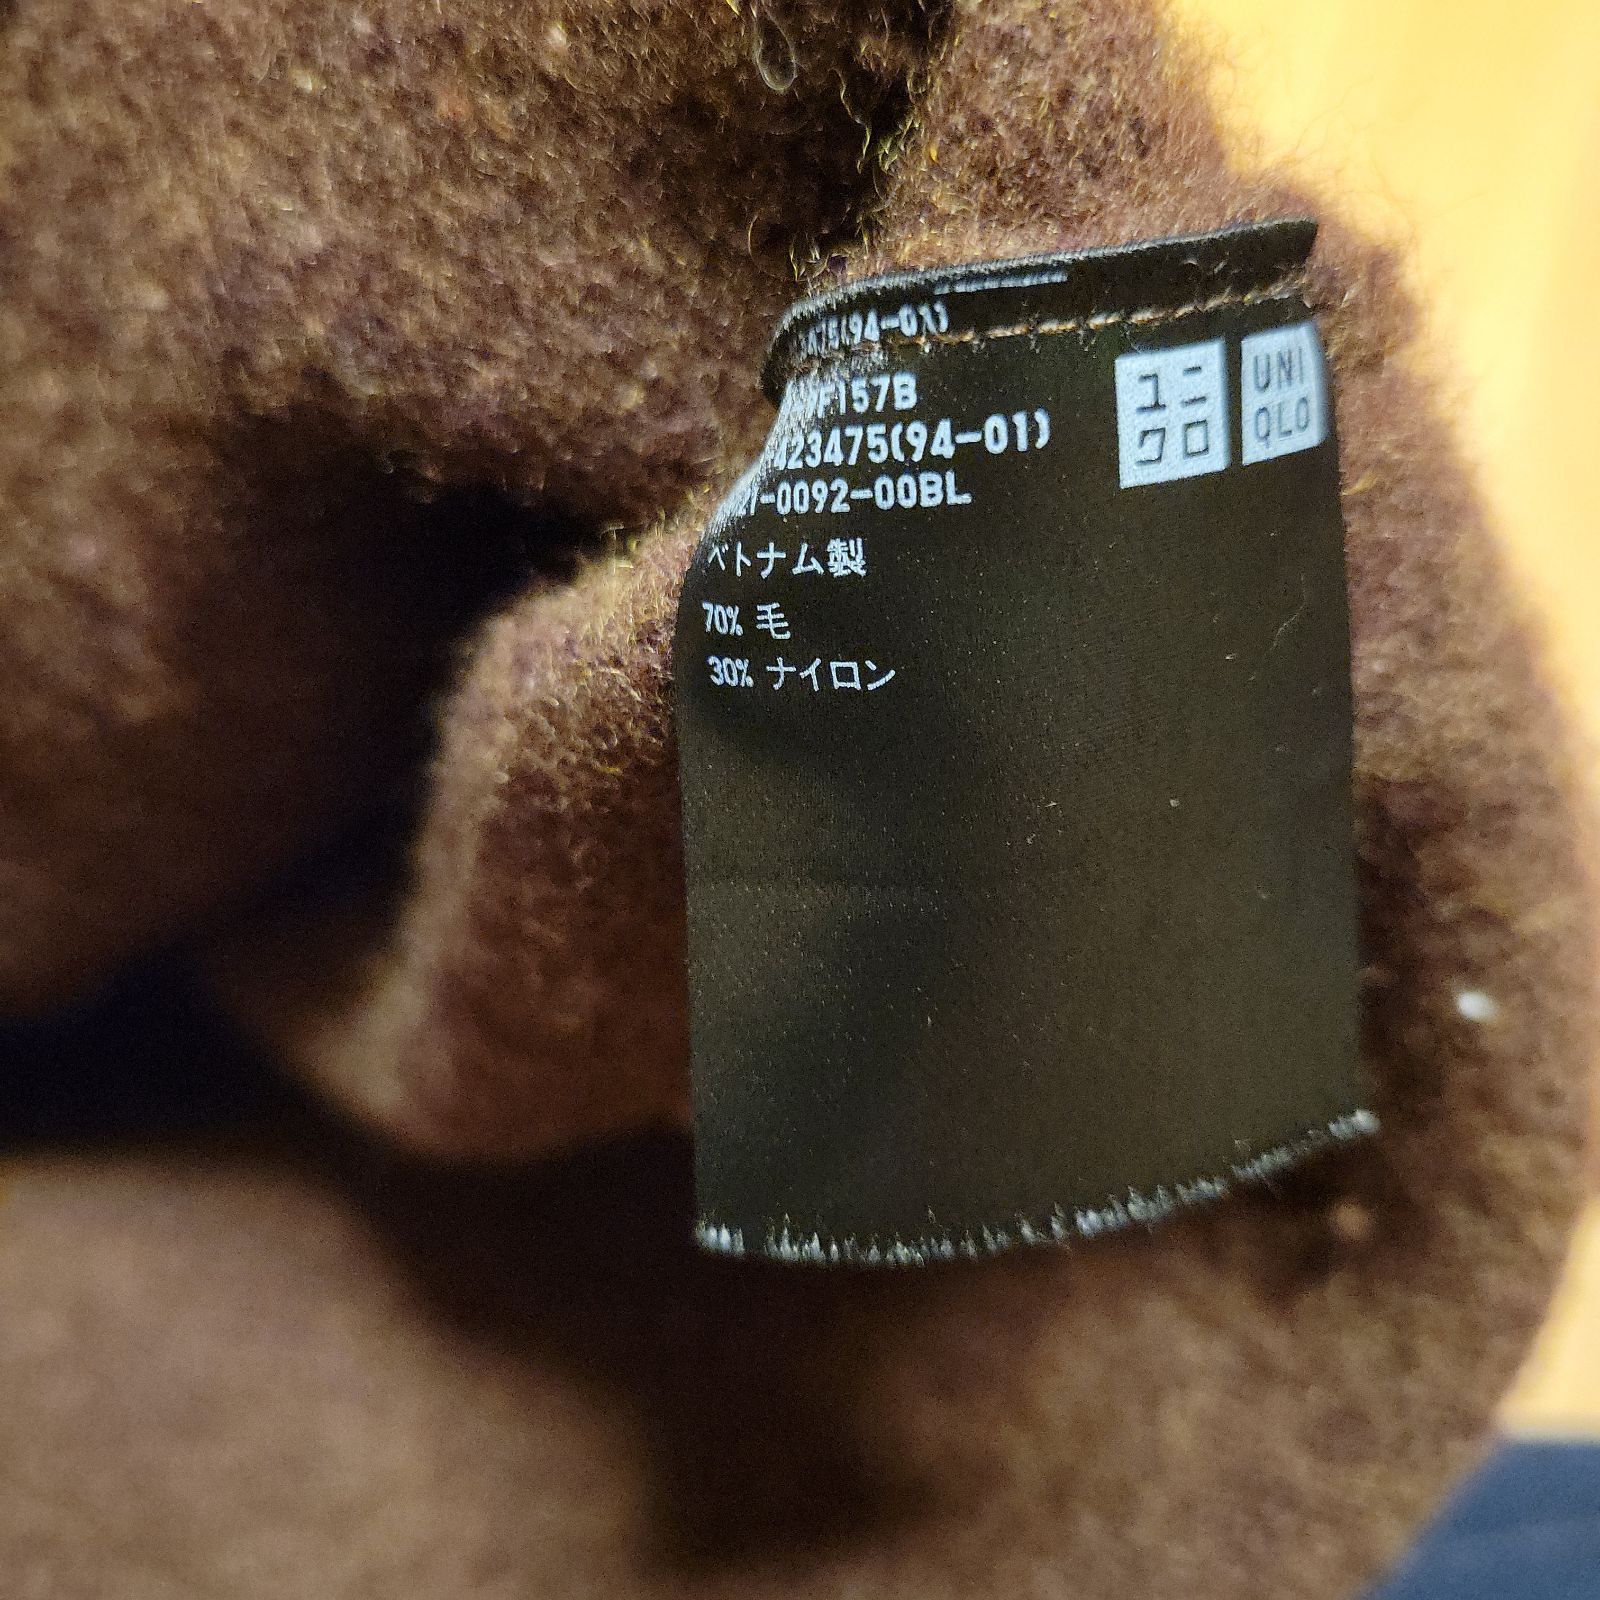 475(94-01)
ユニ
クロ
UNI
QLO
F157B
423475(94-01)
-0092-00BL
ベトナム製
70% 毛
30% ナイロン